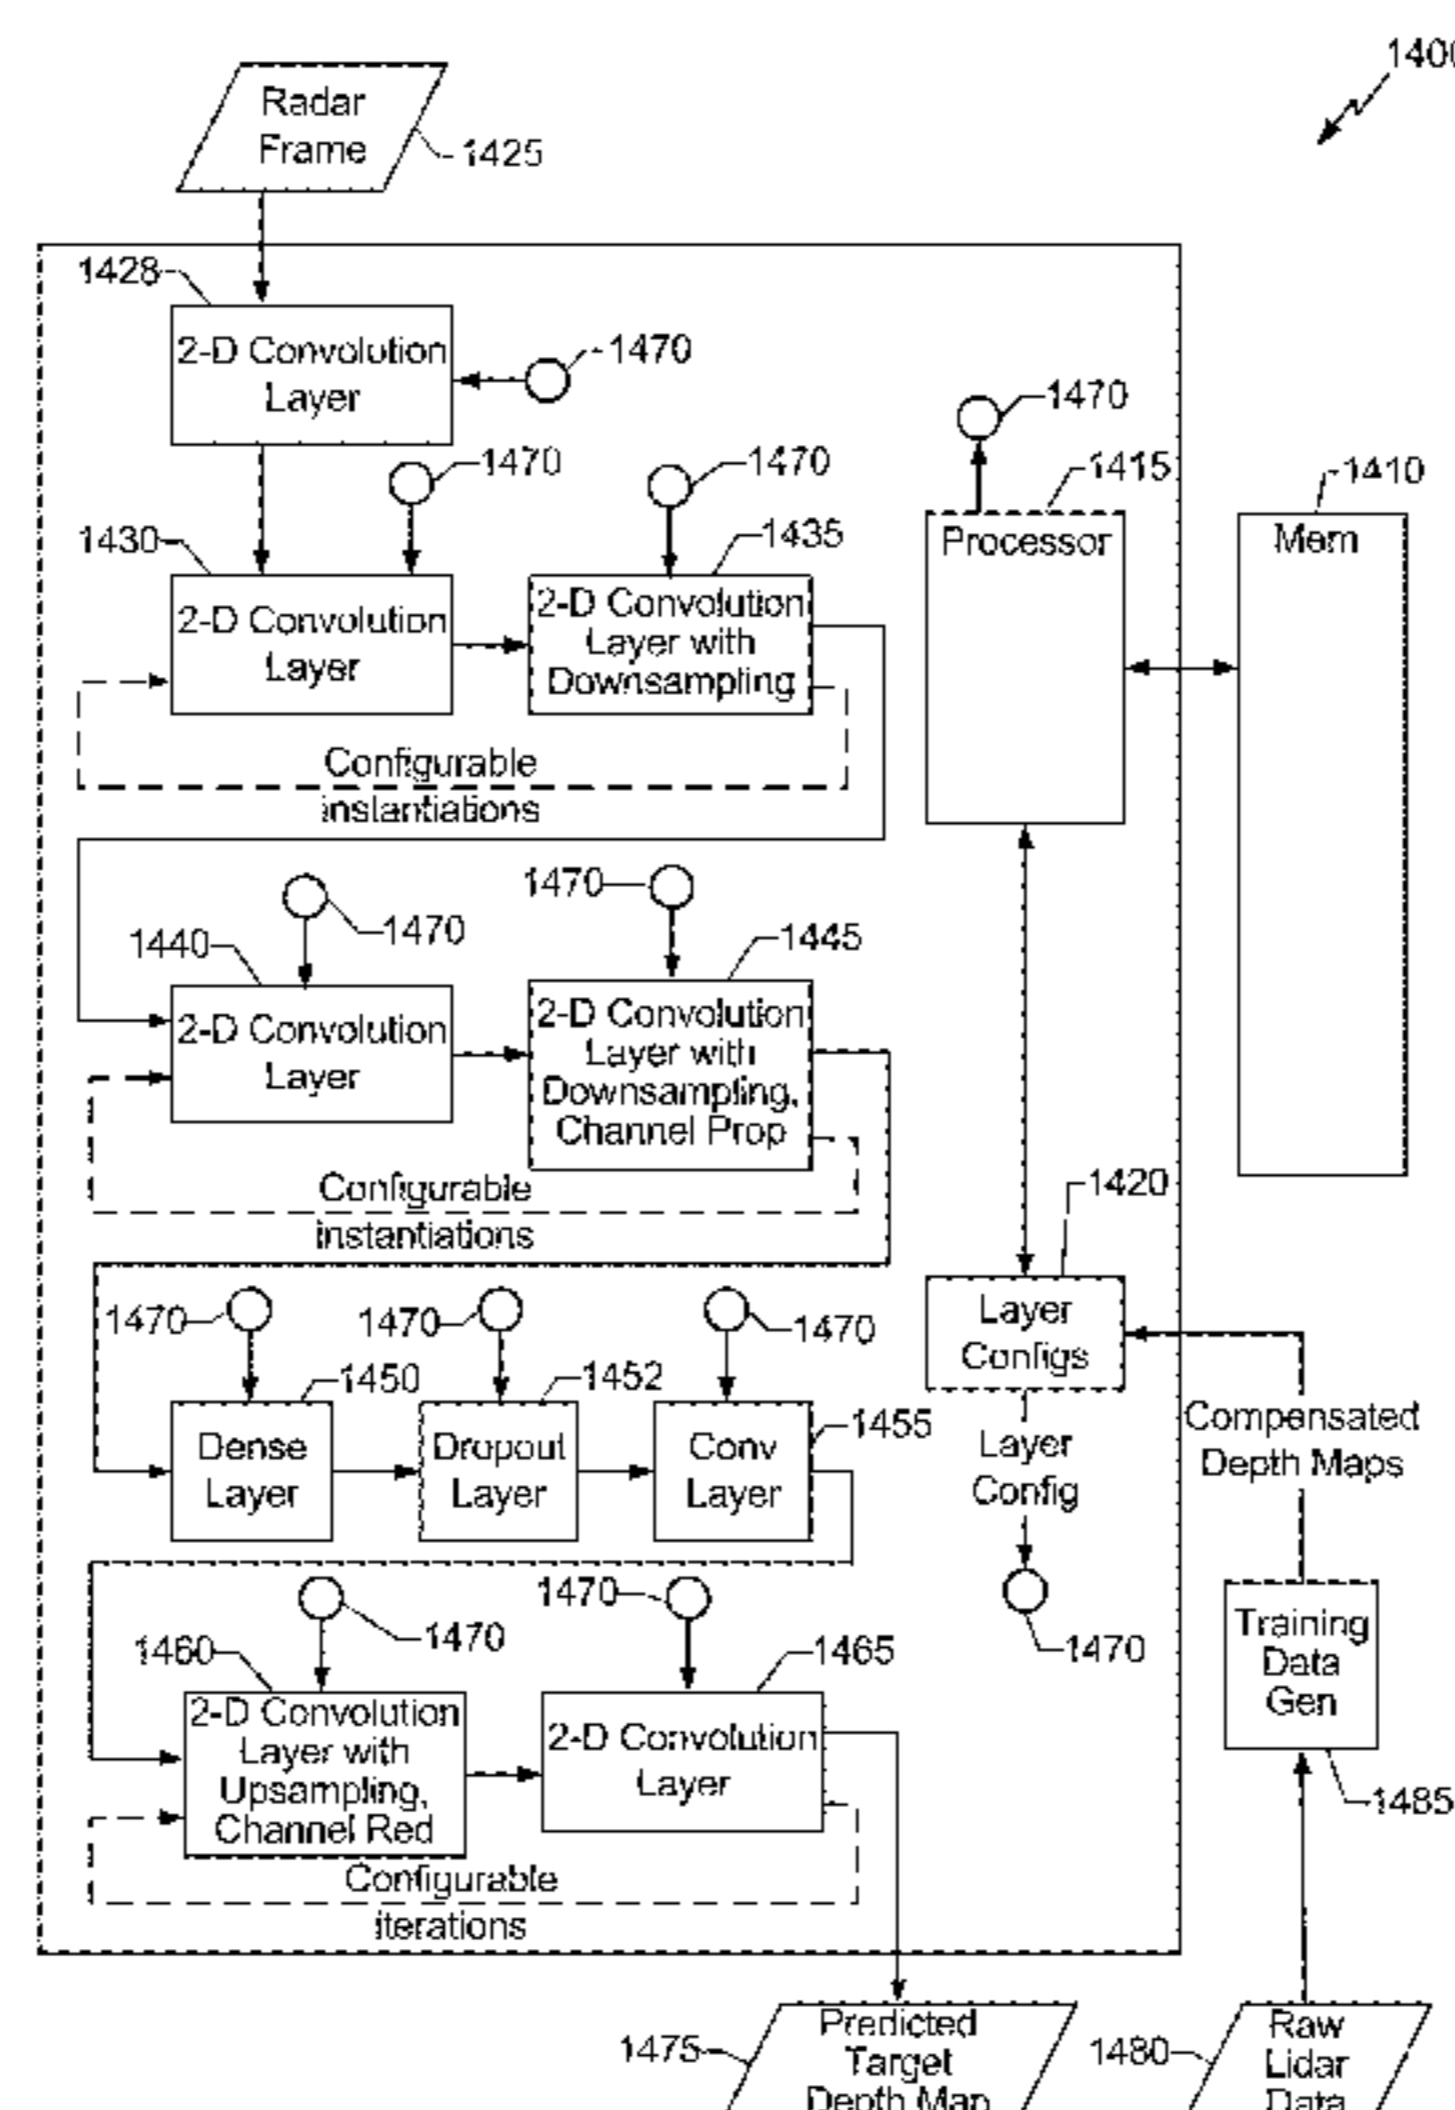 1400
Radar
Frame
1425
1428
2-D Convolution
Layer
1470
1470
1470
1470
1415
1410
1430
1435
Processor
Mem
2-D Convolution
Layer
2-D Convolution
Layer with
Downsampling
Configurable
instantiations
1470
1470
1440
1445
2-D Convolution
Layer
2-D Convolution
Layer with
Downsampling,
Channel Prop
Configurable
instantiations
1420
1470
1470
1470
Layer
Configs
1450
1452
1455
Dense
Layer
Dropout
Layer
Conv
Layer
Layer
Config
Compensated
Depth Maps
1470
1470
1470
1460
1465
Training
Data
Gen
1485
2-D Convolution
Layer with
Upsampling,
Channel Red
2-D Convolution
Layer
Configurable
iterations
1475
Predicted
Target
Depth Map
1480
Raw
Lidar
Data